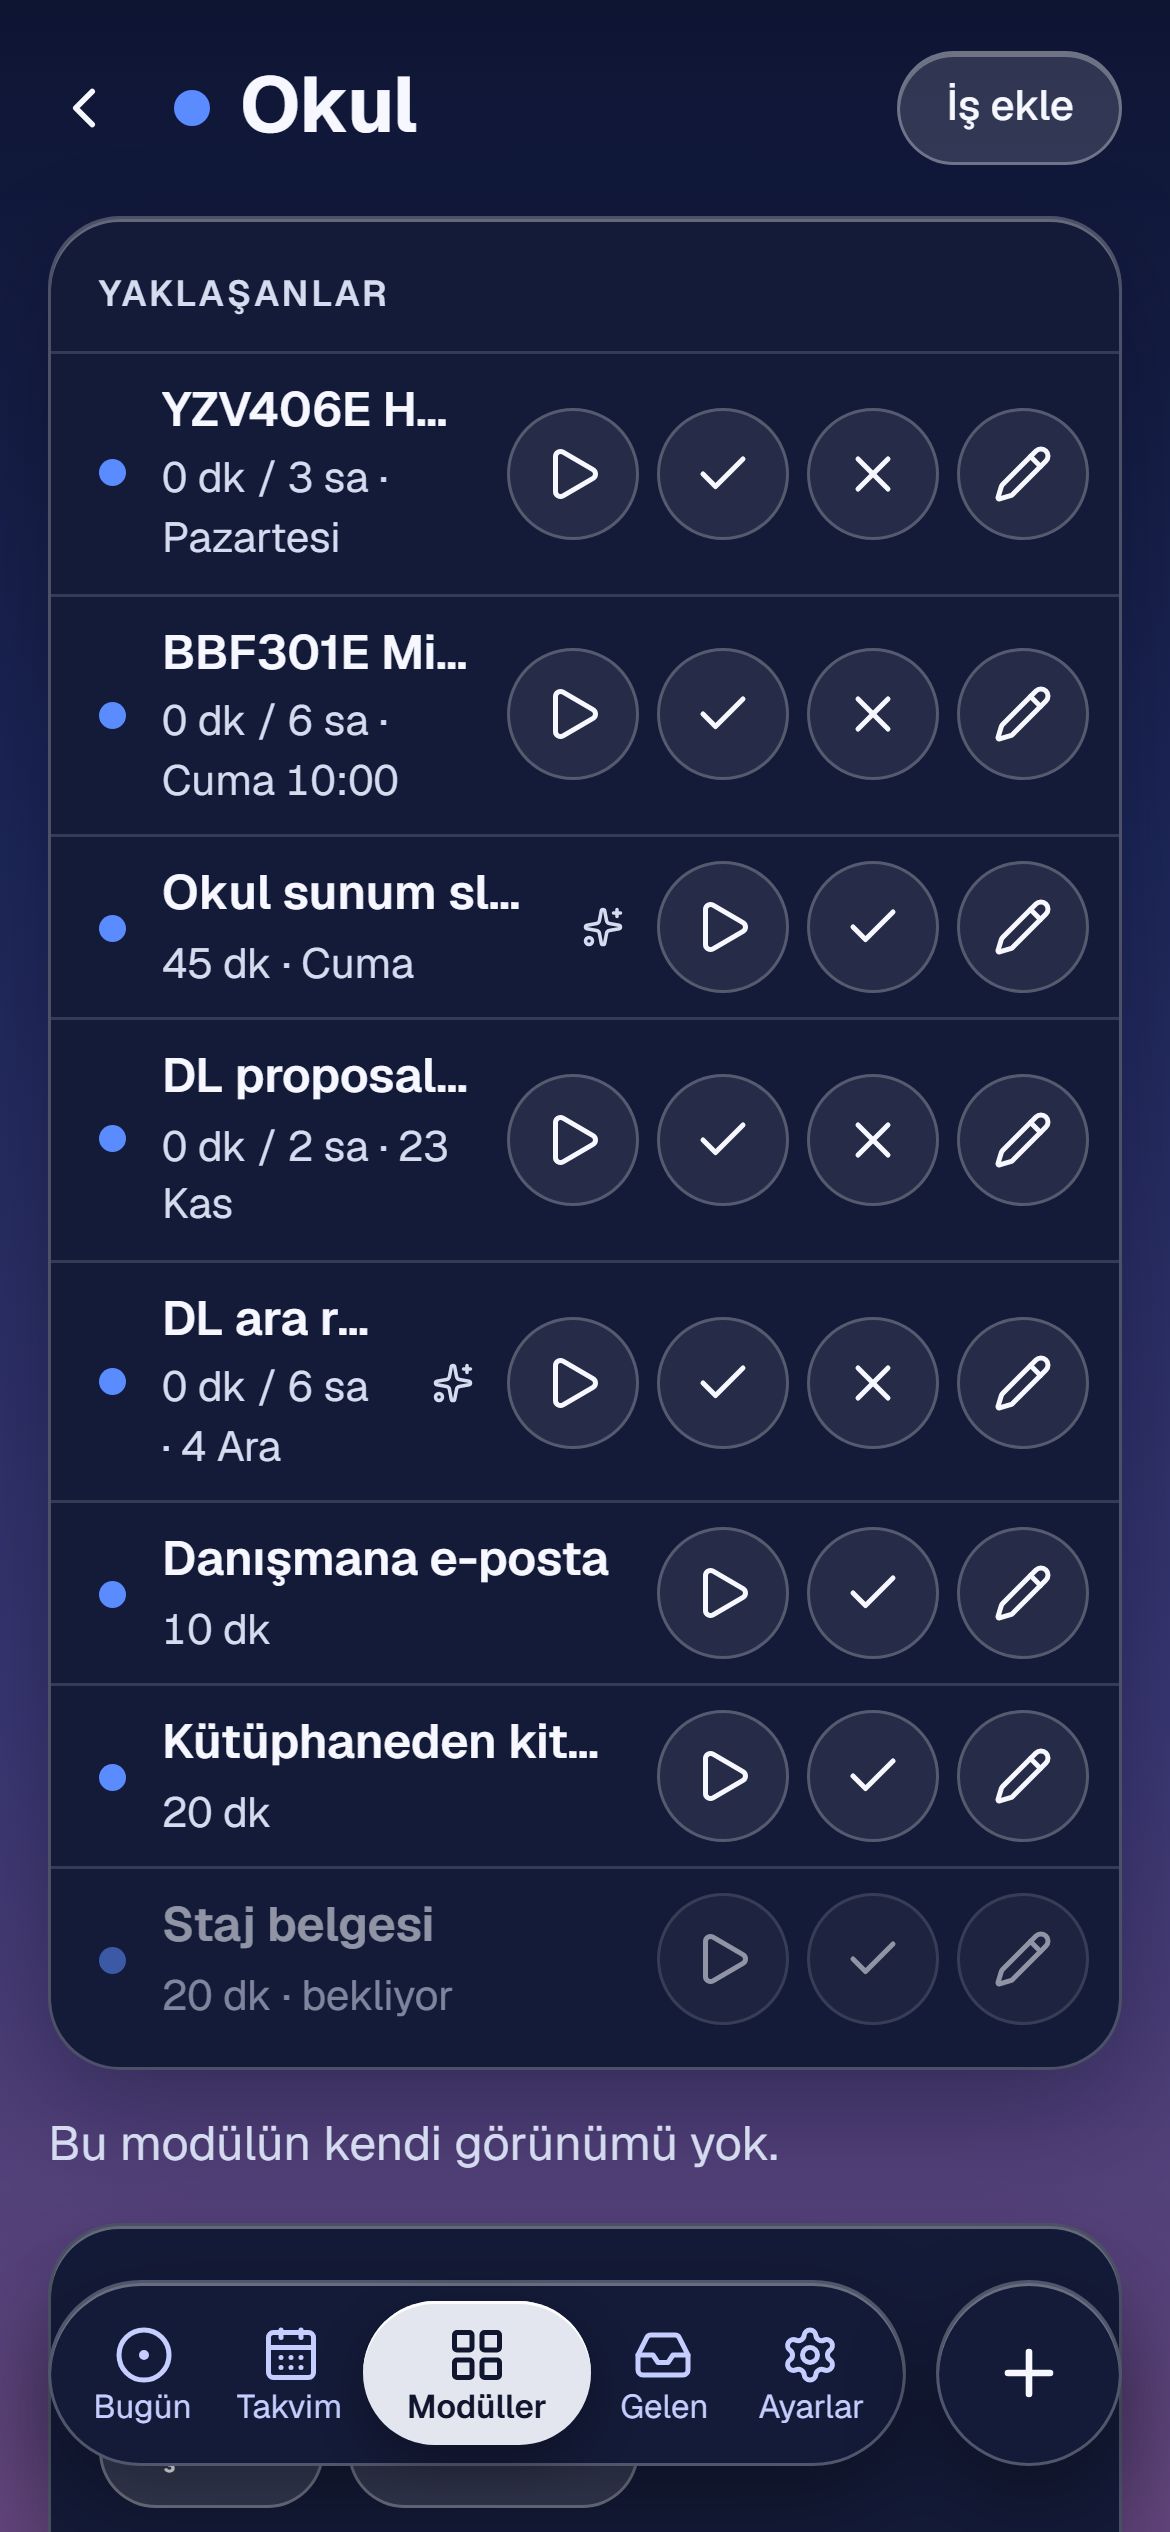 Okul
İş ekle
YAKLAŞANLAR
YZV406E H...
0 dk / 3 sa ·
Pazartesi
BBF301E Mi...
0 dk / 6 sa ·
Cuma 10:00
Okul sunum sl...
45 dk · Cuma
DL proposal...
0 dk / 2 sa · 23
Kas
DL ara r...
0 dk / 6 sa
· 4 Ara
Danışmana e-posta
10 dk
Kütüphaneden kit...
20 dk
Staj belgesi
20 dk · bekliyor
Bu modülün kendi görünümü yok.
Bugün
Takvim
Modüller
Gelen
Ayarlar